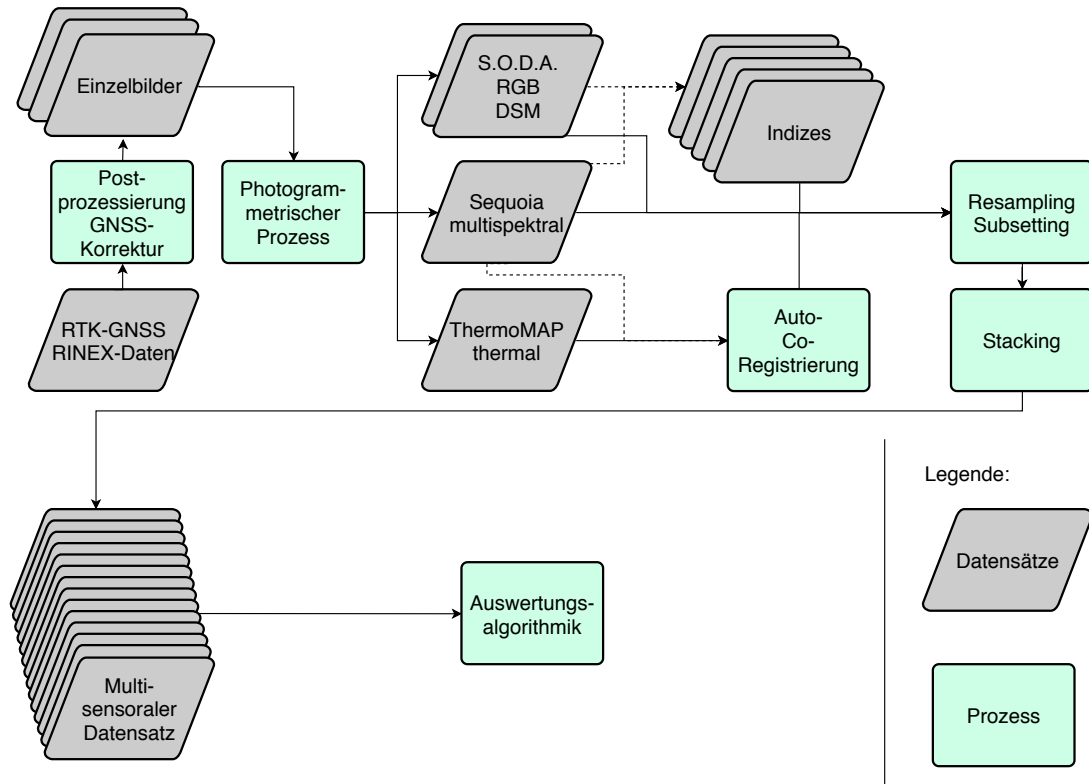 Einzelbilder
S.O.D.A.
RGB
DSM
Indizes
Post-
prozessierung
GNSS-
Korrektur
Photogram-
metrischer
Prozess
Sequoia
multispektral
Resampling
Subsetting
RTK-GNSS
RINEX-Daten
ThermoMAP
thermal
Auto-
Co-
Registrierung
Stacking
Legende:
Datensätze
Auswertungs-
algorithmik
Multi-
sensoraler
Datensatz
Prozess